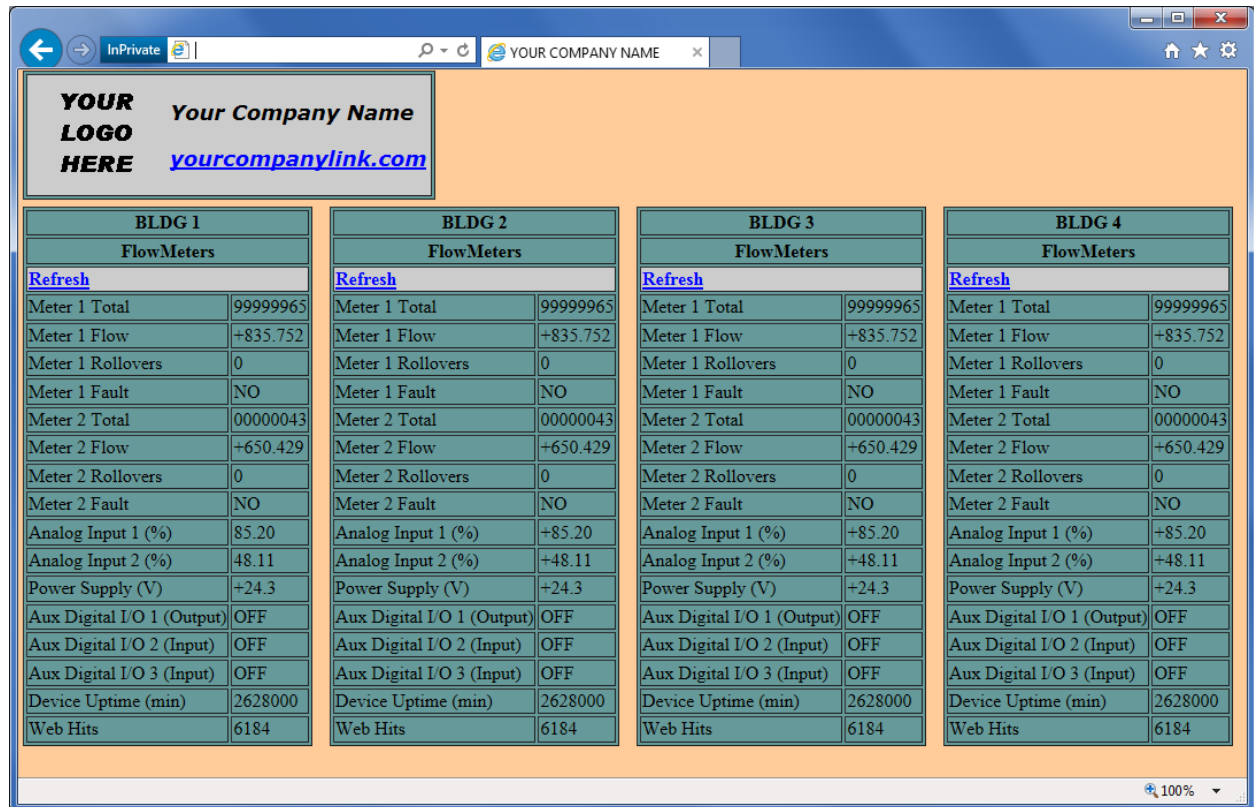 InPrivate
YOUR COMPANY NAME
YOUR
LOGO
HERE
Your Company Name
yourcompanylink.com
BLDG 1
FlowMeters
Refresh
Meter 1 Total 99999965
Meter 1 Flow +835.752
Meter 1 Rollovers 0
Meter 1 Fault NO
Meter 2 Total 00000043
Meter 2 Flow +650.429
Meter 2 Rollovers 0
Meter 2 Fault NO
Analog Input 1 (%) 85.20
Analog Input 2 (%) 48.11
Power Supply (V) +24.3
Aux Digital I/O 1 (Output) OFF
Aux Digital I/O 2 (Input) OFF
Aux Digital I/O 3 (Input) OFF
Device Uptime (min) 2628000
Web Hits 6184
BLDG 2
FlowMeters
Refresh
Meter 1 Total 99999965
Meter 1 Flow +835.752
Meter 1 Rollovers 0
Meter 1 Fault NO
Meter 2 Total 00000043
Meter 2 Flow +650.429
Meter 2 Rollovers 0
Meter 2 Fault NO
Analog Input 1 (%) +85.20
Analog Input 2 (%) +48.11
Power Supply (V) +24.3
Aux Digital I/O 1 (Output) OFF
Aux Digital I/O 2 (Input) OFF
Aux Digital I/O 3 (Input) OFF
Device Uptime (min) 2628000
Web Hits 6184
BLDG 3
FlowMeters
Refresh
Meter 1 Total 99999965
Meter 1 Flow +835.752
Meter 1 Rollovers 0
Meter 1 Fault NO
Meter 2 Total 00000043
Meter 2 Flow +650.429
Meter 2 Rollovers 0
Meter 2 Fault NO
Analog Input 1 (%) +85.20
Analog Input 2 (%) +48.11
Power Supply (V) +24.3
Aux Digital I/O 1 (Output) OFF
Aux Digital I/O 2 (Input) OFF
Aux Digital I/O 3 (Input) OFF
Device Uptime (min) 2628000
Web Hits 6184
BLDG 4
FlowMeters
Refresh
Meter 1 Total 99999965
Meter 1 Flow +835.752
Meter 1 Rollovers 0
Meter 1 Fault NO
Meter 2 Total 00000043
Meter 2 Flow +650.429
Meter 2 Rollovers 0
Meter 2 Fault NO
Analog Input 1 (%) +85.20
Analog Input 2 (%) +48.11
Power Supply (V) +24.3
Aux Digital I/O 1 (Output) OFF
Aux Digital I/O 2 (Input) OFF
Aux Digital I/O 3 (Input) OFF
Device Uptime (min) 2628000
Web Hits 6184
100%